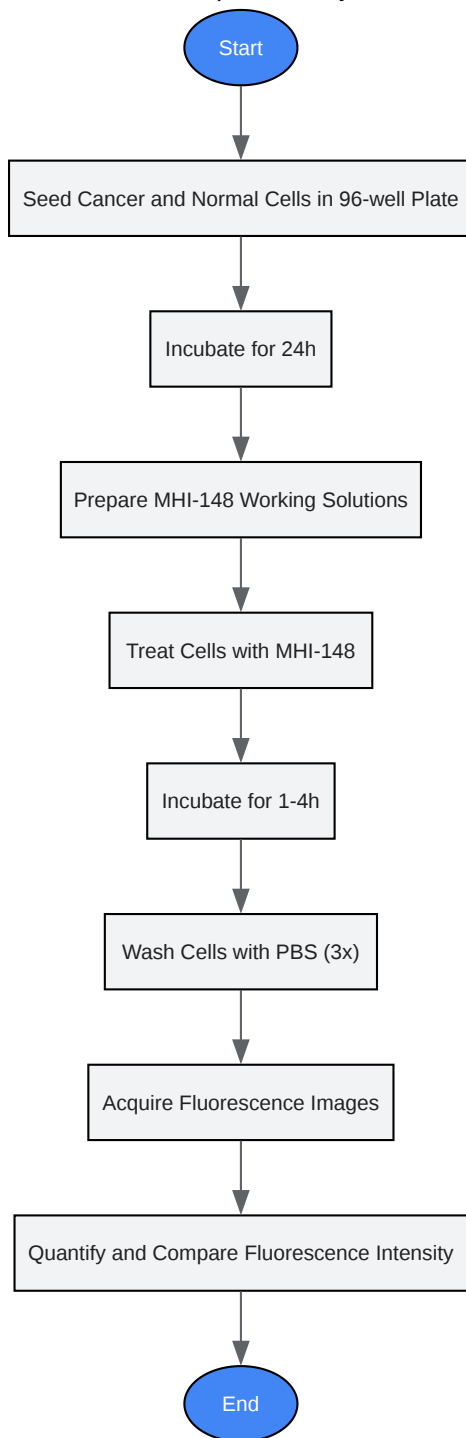 Start
Seed Cancer and Normal Cells in 96-well Plate
Incubate for 24h
Prepare MHI-148 Working Solutions
Treat Cells with MHI-148
Incubate for 1-4h
Wash Cells with PBS (3x)
Acquire Fluorescence Images
Quantify and Compare Fluorescence Intensity
End